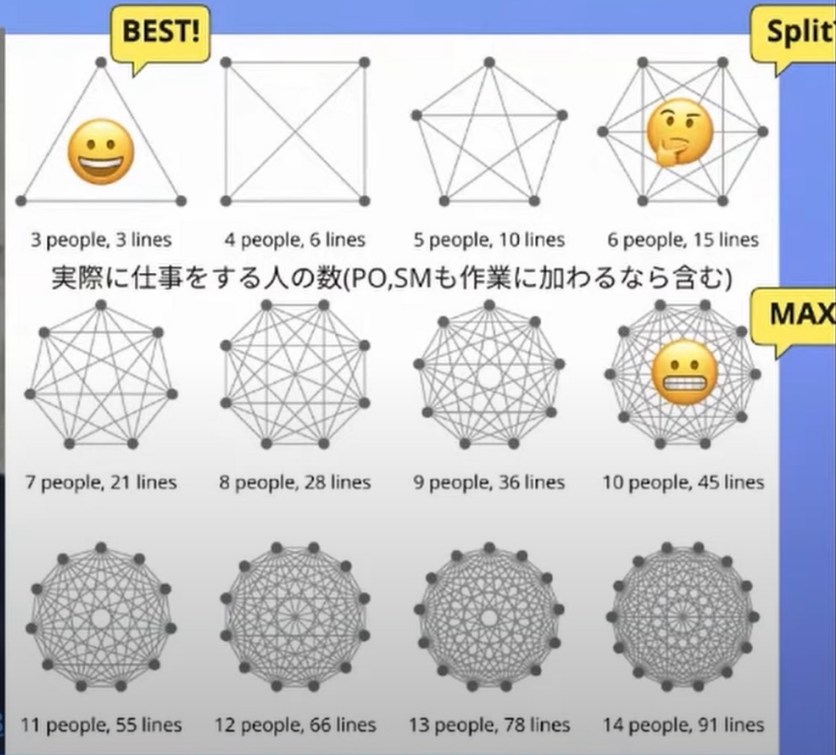 BEST!
Split
3 people, 3 lines
4 people, 6 lines
5 people, 10 lines
6 people, 15 lines
実際に仕事をする人の数(PO,SMも作業に加わるなら含む)
MAX
7 people, 21 lines
8 people, 28 lines
9 people, 36 lines
10 people, 45 lines
11 people, 55 lines
12 people, 66 lines
13 people, 78 lines
14 people, 91 lines